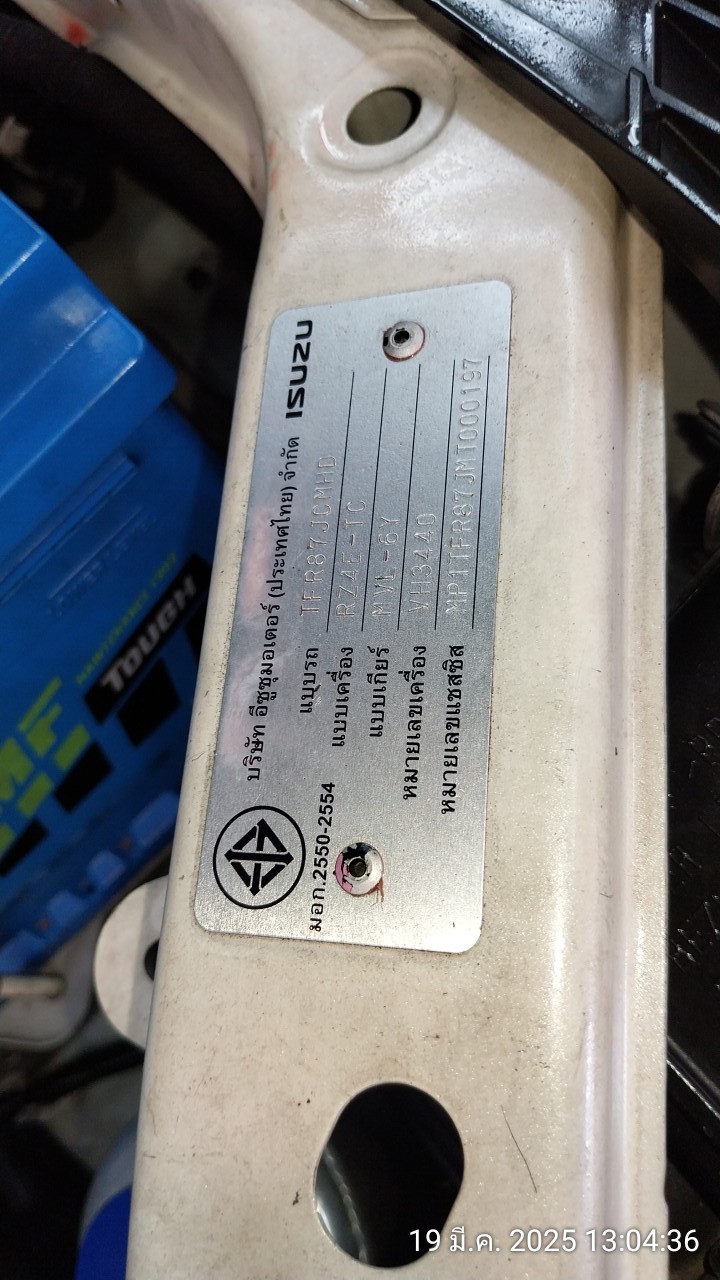 ISUZU
บริษัท อีซูซุมอเตอร์ (ประเทศไทย) จำกัด
แบบรถ TFR87JCMHD
แบบเครื่อง RZ4E-TC
แบบเกียร์ MVL-6Y
หมายเลขเครื่อง VH3440
หมายเลขแชสซิส MP1TFR87JMT000197
มอก.2550-2554
MF
TOUGH
19 มี.ค. 2025 13:04:36